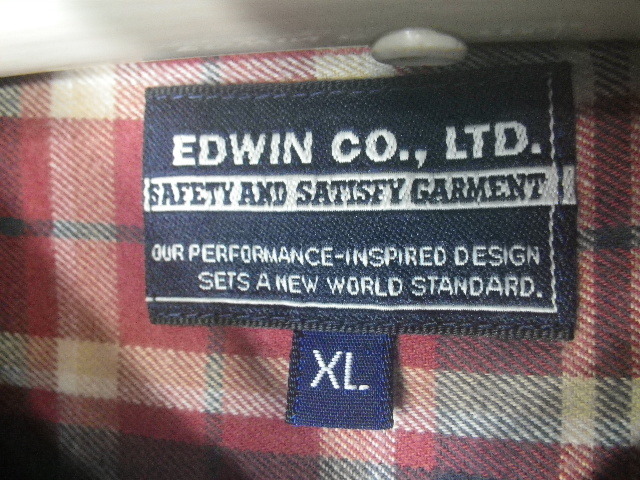 EDWIN CO., LTD.
SAFETY AND SATISFY GARMENT
OUR PERFORMANCE-INSPIRED DESIGN
SETS A NEW WORLD STANDARD.
XL